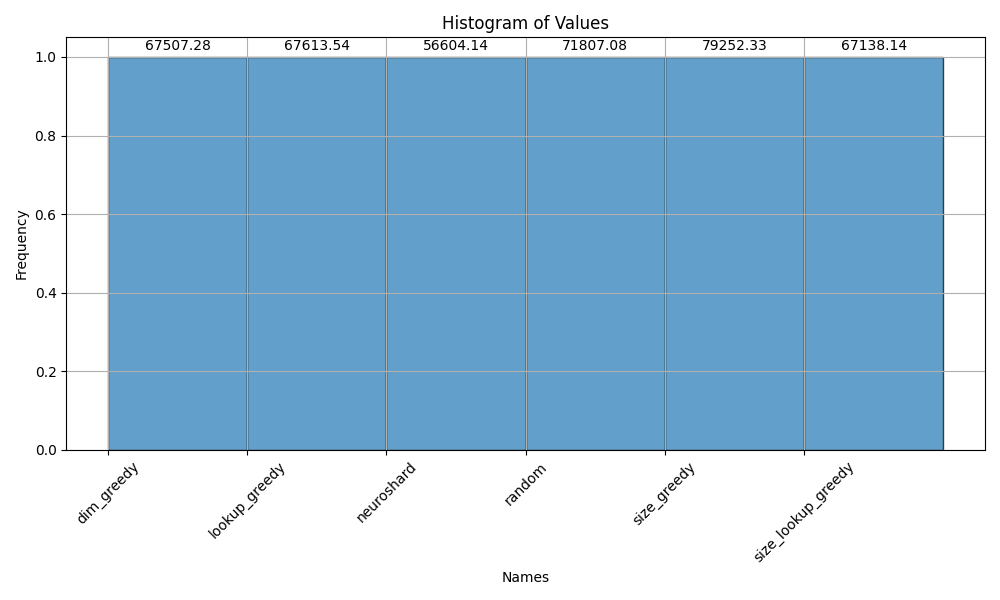 Histogram of Values
67507.28 67613.54 56604.14 71807.08 79252.33 67138.14
1.0
0.8
0.6
0.4
0.2
0.0
Frequency
dim_greedy lookup_greedy neuroshard random size_greedy size_lookup_greedy
Names